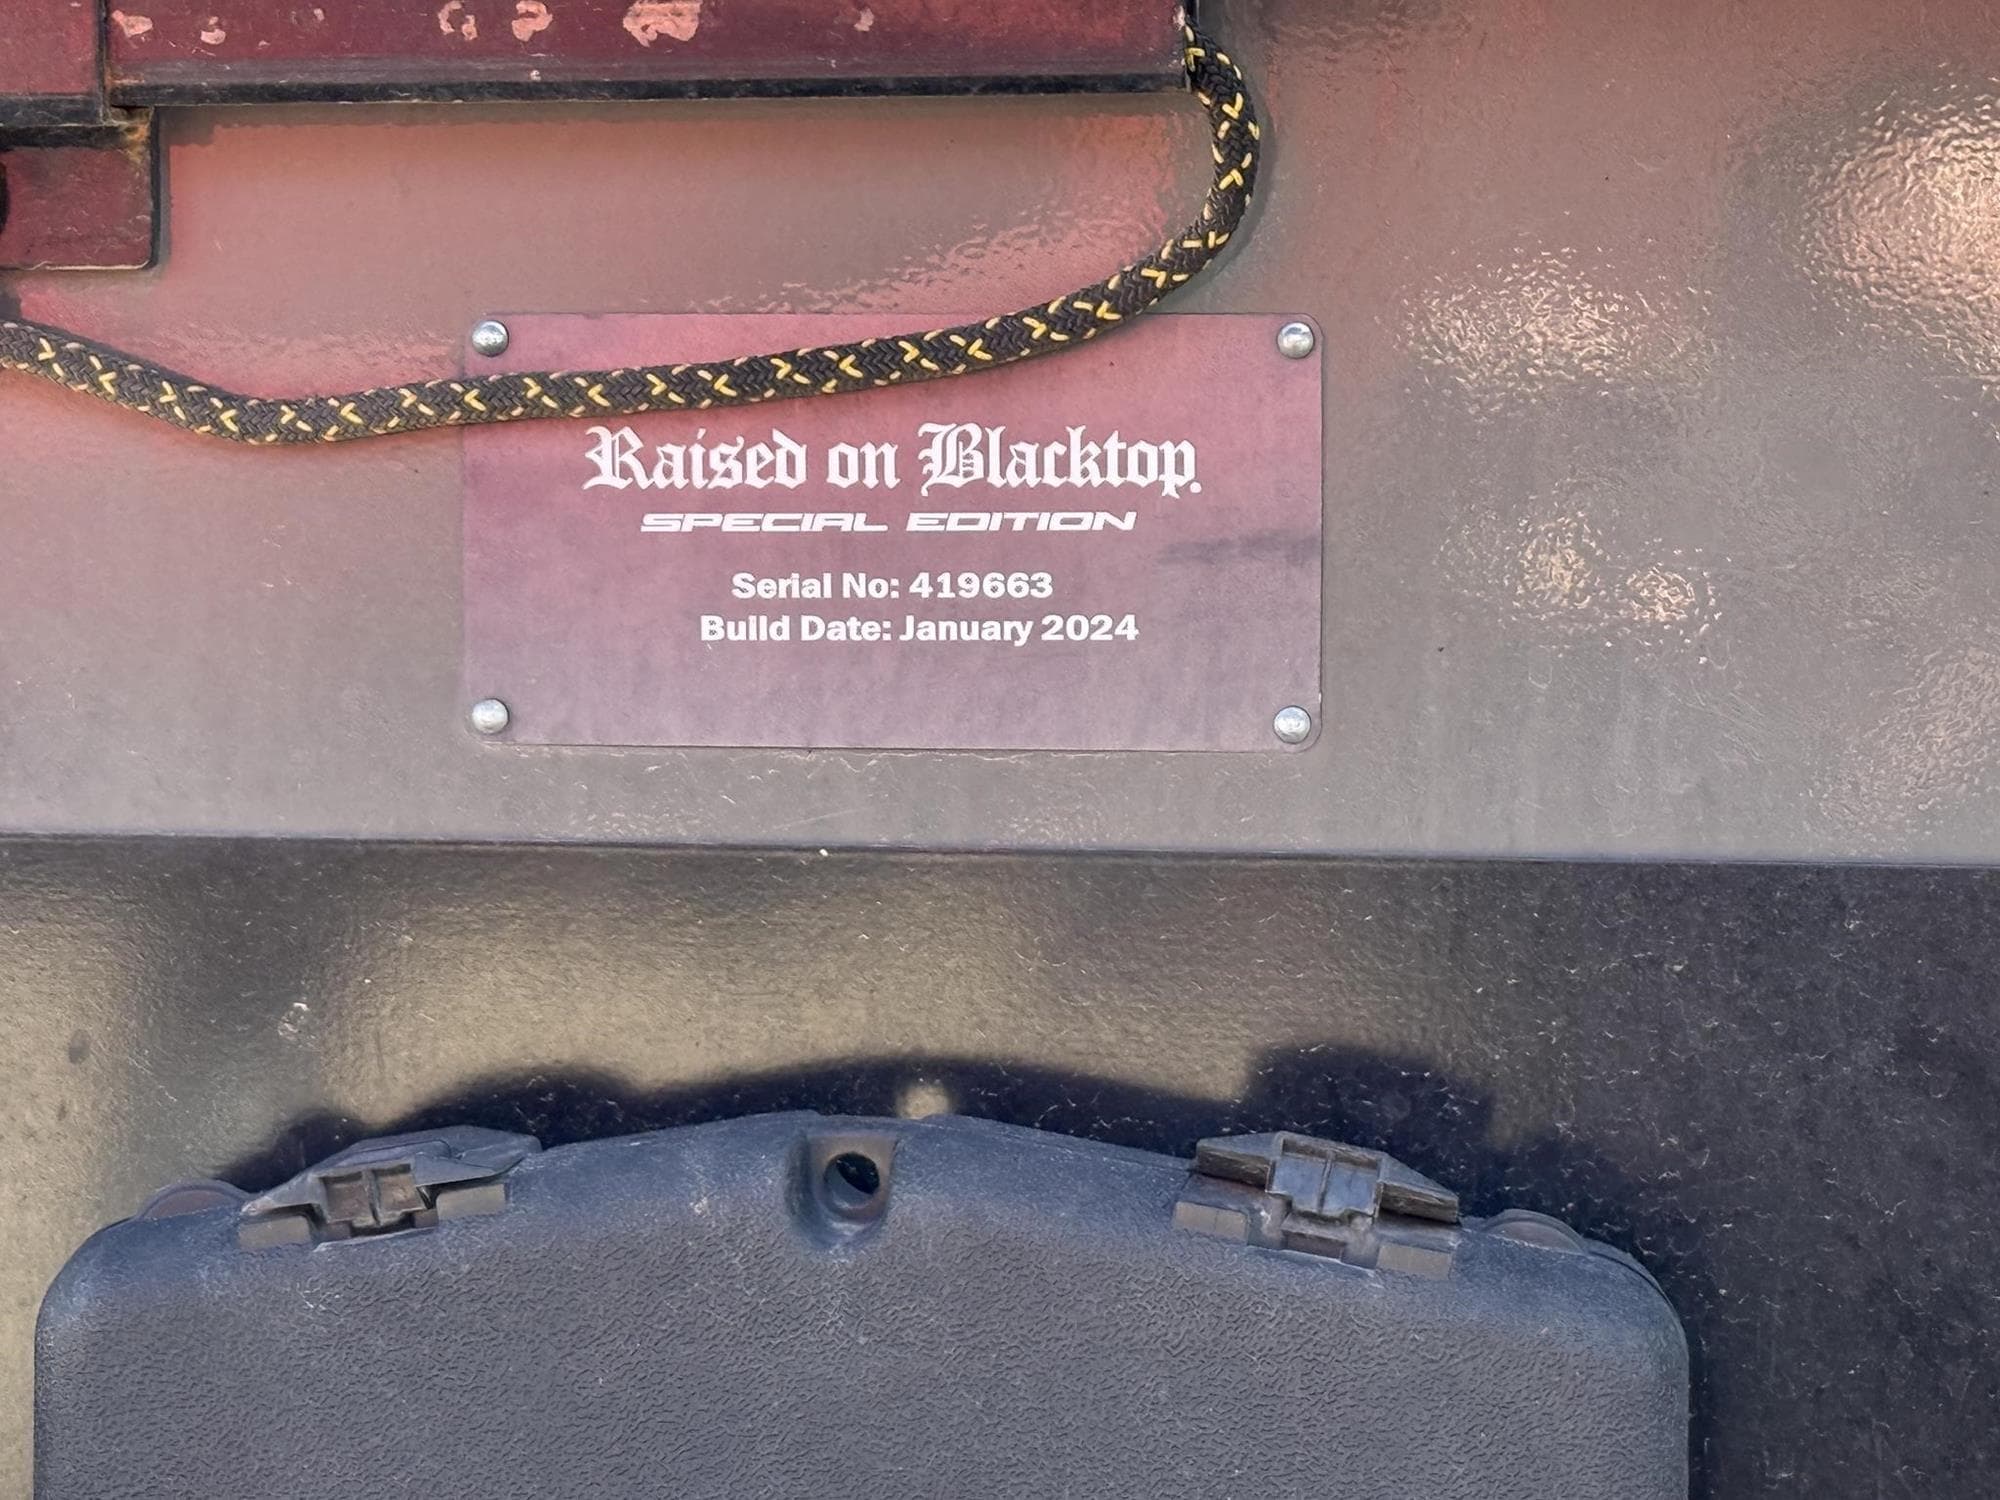 Raised on Blacktop.
SPECIAL EDITION
Serial No: 419663
Build Date: January 2024